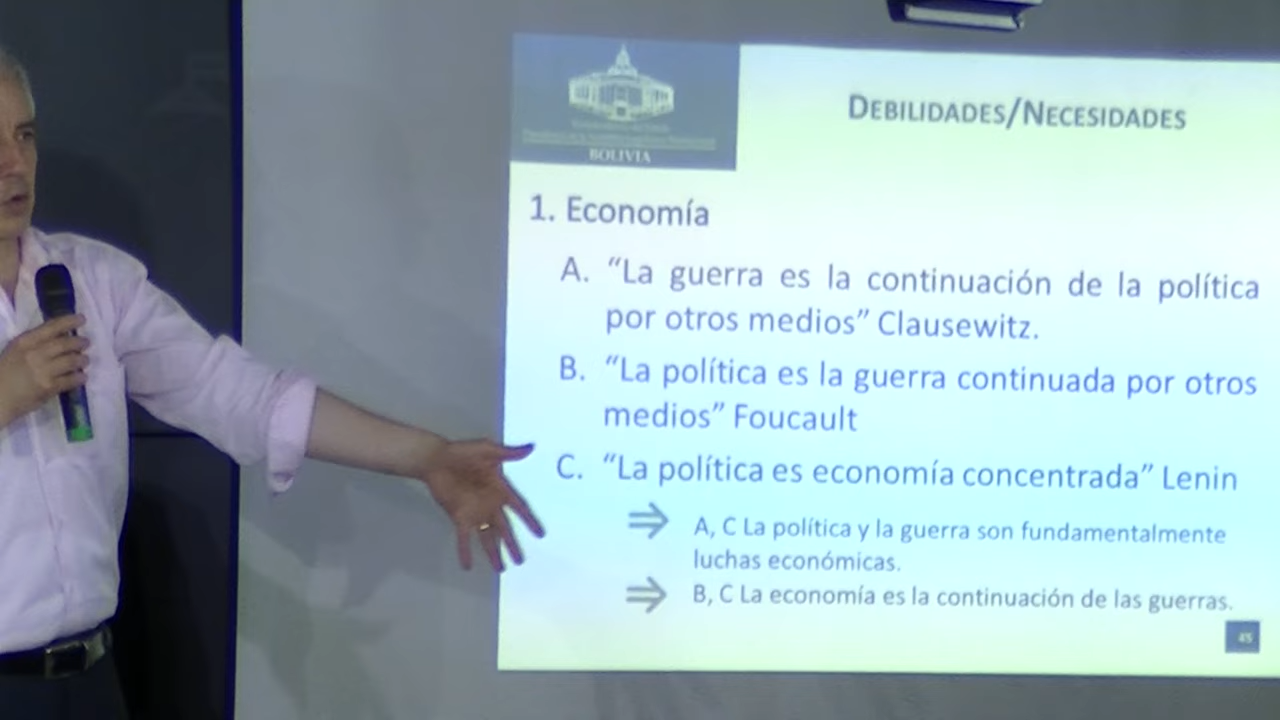 BOLIVIA
DEBILIDADES/NECESIDADES
1. Economía
A. “La guerra es la continuación de la política
por otros medios” Clausewitz.
B. “La política es la guerra continuada por otros
medios” Foucault
C. “La política es economía concentrada” Lenin
⇒ A, C La política y la guerra son fundamentalmente
luchas económicas.
⇒ B, C La economía es la continuación de las guerras.
45